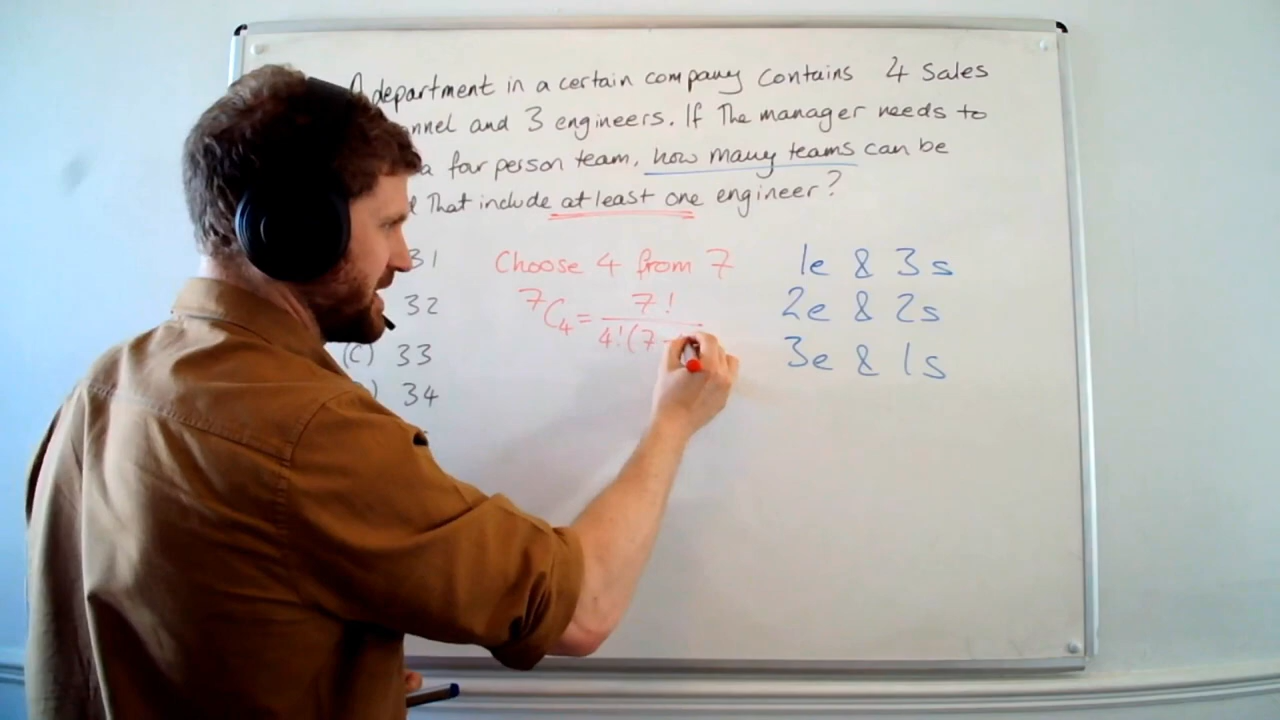 department in a certain company contains 4 sales
nnel and 3 engineers. If the manager needs to
a four person team, how many teams can be
that include at least one engineer?
31
32
(C) 33
) 34
Choose 4 from 7
⁷C₄ = 7! / 4!(7 -
1e & 3s
2e & 2s
3e & 1s